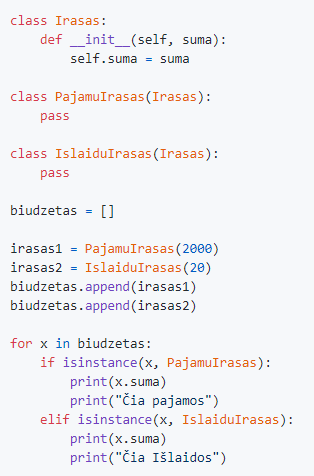 class Irasas:
    def __init__(self, suma):
        self.suma = suma
class PajamuIrasas(Irasas):
    pass
class IslaiduIrasas(Irasas):
    pass
biudzetas = []
irasas1 = PajamuIrasas(2000)
irasas2 = IslaiduIrasas(20)
biudzetas.append(irasas1)
biudzetas.append(irasas2)
for x in biudzetas:
    if isinstance(x, PajamuIrasas):
        print(x.suma)
        print("Čia pajamos")
    elif isinstance(x, IslaiduIrasas):
        print(x.suma)
        print("Čia Išlaidos")